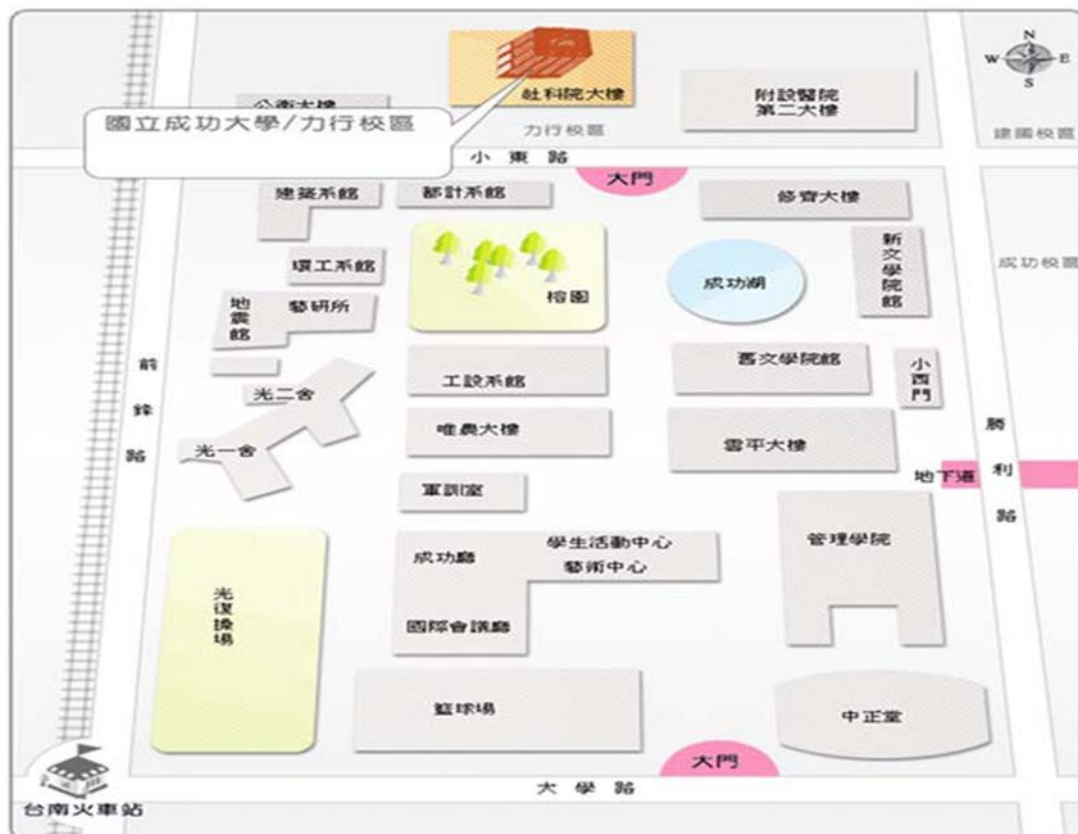 N
W E
S
社科院大樓
公衛大樓
附設醫院
第二大樓
國立成功大學/力行校區
力行校區
建國校區
小東路
大門
建築系館
都計系館
修齊大樓
環工系館
榕園
成功湖
新文學院館
成功校區
地震館
藝研所
前鋒路
光二舍
工設系館
舊文學院館
小西門
光一舍
唯農大樓
雲平大樓
勝利路
地下道
軍訓室
成功廳
學生活動中心
藝術中心
管理學院
光復操場
國際會議廳
籃球場
中正堂
大門
大學路
台南火車站